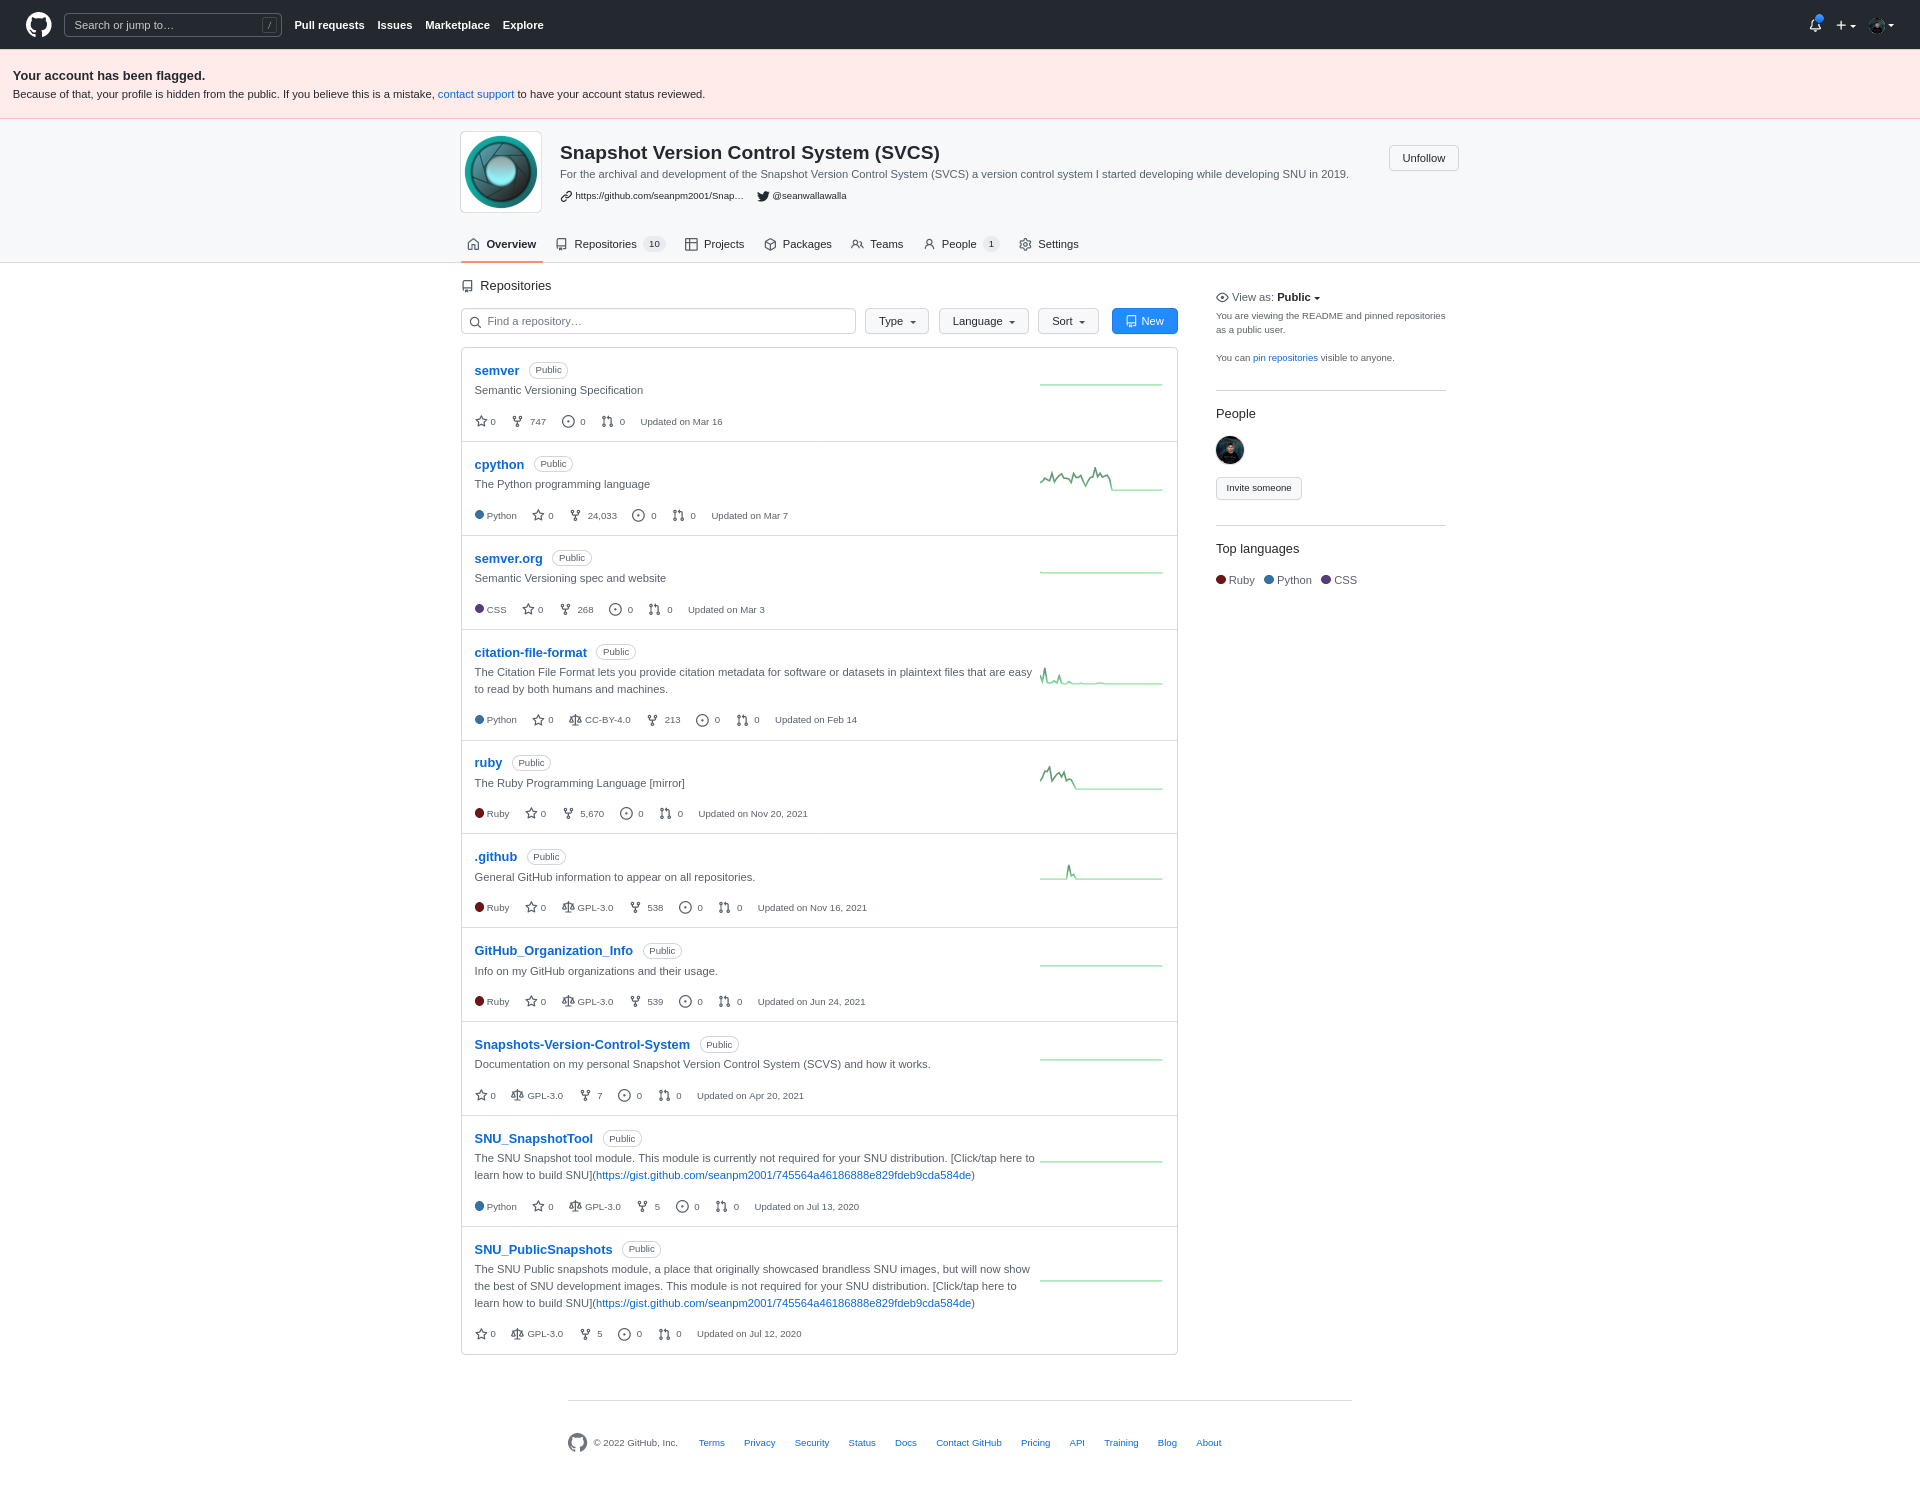 Search or jump to… /
Pull requests Issues Marketplace Explore
Your account has been flagged.
Because of that, your profile is hidden from the public. If you believe this is a mistake, contact support to have your account status reviewed.
Snapshot Version Control System (SVCS)
Unfollow
For the archival and development of the Snapshot Version Control System (SVCS) a version control system I started developing while developing SNU in 2019.
https://github.com/seanpm2001/Snap… @seanwallawalla
Overview Repositories 10 Projects Packages Teams People 1 Settings
Repositories
Find a repository… Type Language Sort New
semver Public
Semantic Versioning Specification
0 747 0 0 Updated on Mar 16
cpython Public
The Python programming language
Python 0 24,033 0 0 Updated on Mar 7
semver.org Public
Semantic Versioning spec and website
CSS 0 268 0 0 Updated on Mar 3
citation-file-format Public
The Citation File Format lets you provide citation metadata for software or datasets in plaintext files that are easy
to read by both humans and machines.
Python 0 CC-BY-4.0 213 0 0 Updated on Feb 14
ruby Public
The Ruby Programming Language [mirror]
Ruby 0 5,670 0 0 Updated on Nov 20, 2021
.github Public
General GitHub information to appear on all repositories.
Ruby 0 GPL-3.0 538 0 0 Updated on Nov 16, 2021
GitHub_Organization_Info Public
Info on my GitHub organizations and their usage.
Ruby 0 GPL-3.0 539 0 0 Updated on Jun 24, 2021
Snapshots-Version-Control-System Public
Documentation on my personal Snapshot Version Control System (SCVS) and how it works.
0 GPL-3.0 7 0 0 Updated on Apr 20, 2021
SNU_SnapshotTool Public
The SNU Snapshot tool module. This module is currently not required for your SNU distribution. [Click/tap here to
learn how to build SNU](https://gist.github.com/seanpm2001/745564a46186888e829fdeb9cda584de)
Python 0 GPL-3.0 5 0 0 Updated on Jul 13, 2020
SNU_PublicSnapshots Public
The SNU Public snapshots module, a place that originally showcased brandless SNU images, but will now show
the best of SNU development images. This module is not required for your SNU distribution. [Click/tap here to
learn how to build SNU](https://gist.github.com/seanpm2001/745564a46186888e829fdeb9cda584de)
0 GPL-3.0 5 0 0 Updated on Jul 12, 2020
View as: Public
You are viewing the README and pinned repositories
as a public user.
You can pin repositories visible to anyone.
People
Invite someone
Top languages
Ruby Python CSS
© 2022 GitHub, Inc. Terms Privacy Security Status Docs Contact GitHub Pricing API Training Blog About